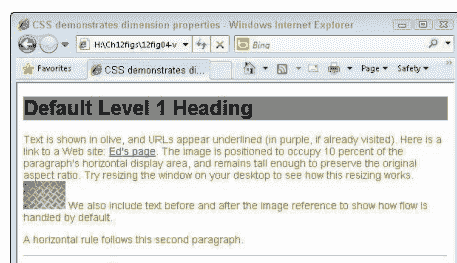 CSS demonstrates dimension properties - Windows Internet Explorer
H:\Ch12figs\12fig04-v
Bing
Favorites
CSS demonstrates di...
Page
Safety
Default Level 1 Heading
Text is shown in olive, and URLs appear underlined (in purple, if already visited). Here is a
link to a Web site: Ed's page. The image is positioned to occupy 10 percent of the
paragraph's horizontal display area, and remains tall enough to preserve the original
aspect ratio. Try resizing the window on your desktop to see how this resizing works.
We also include text before and after the image reference to show how flow is
handled by default.
A horizontal rule follows this second paragraph.